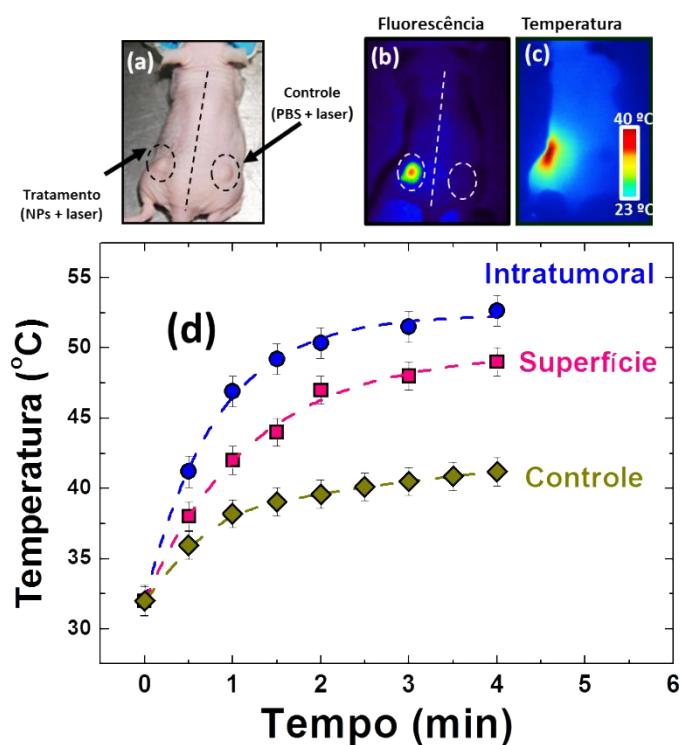 Fluorescência
Temperatura
(a)
(b)
(c)
Controle
(PBS + laser)
Tratamento
(NPs + laser)
40 ºC
23 ºC
(d)
Intratumoral
Superfície
Controle
Temperatura (°C)
55
50
45
40
35
30
0 1 2 3 4 5 6
Tempo (min)